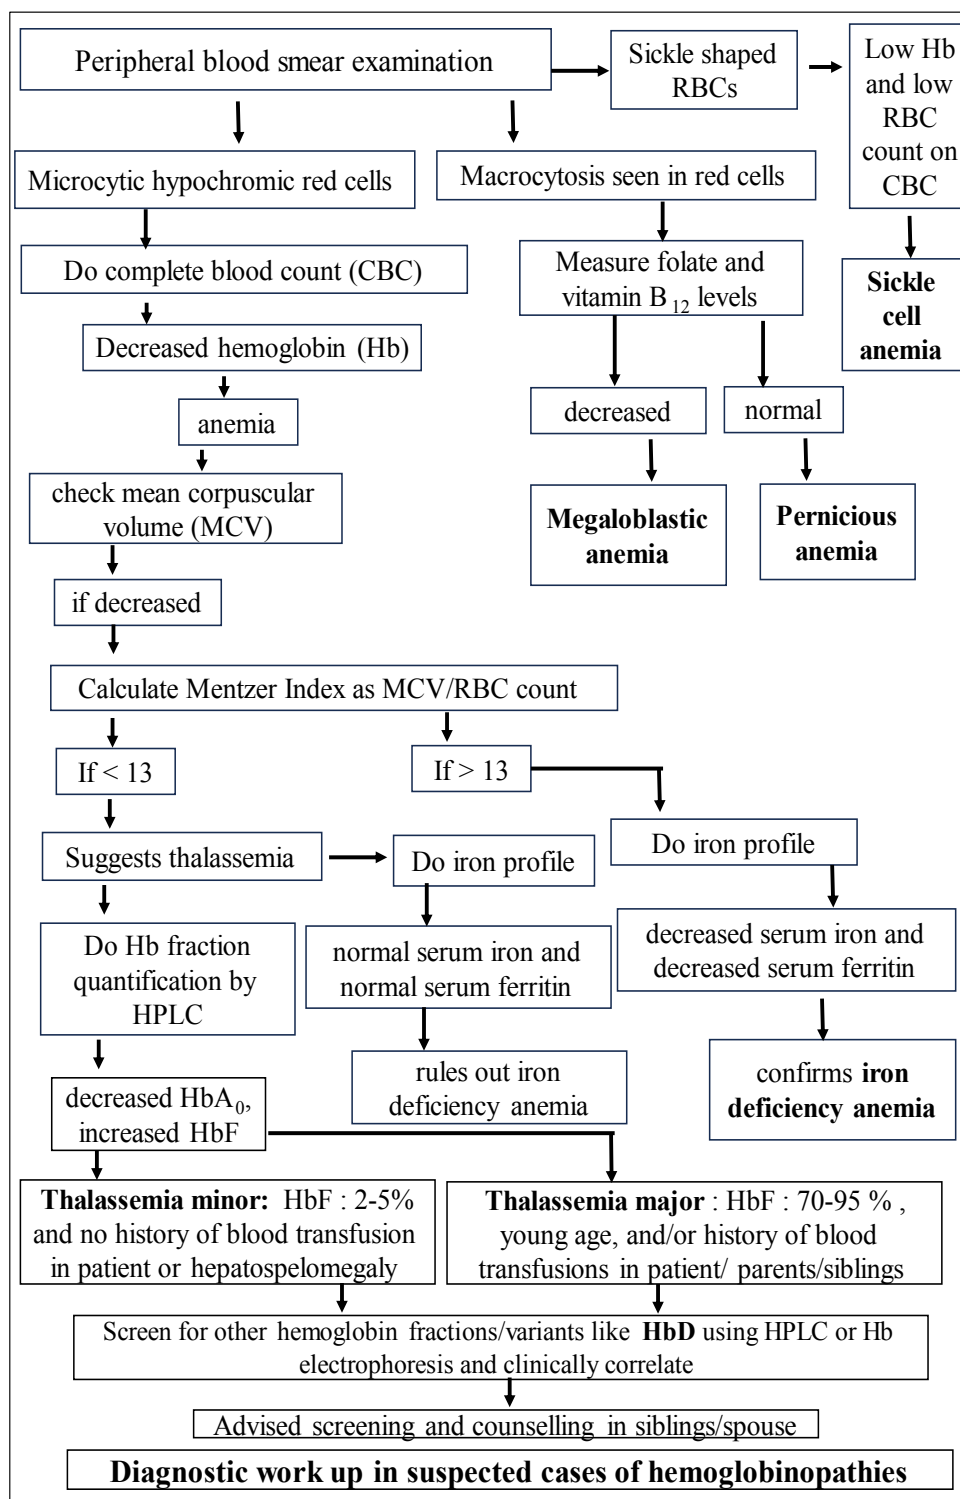 Peripheral blood smear examination
Sickle shaped
RBCs
Low Hb
and low
RBC
count on
CBC
Microcytic hypochromic red cells
Macrocytosis seen in red cells
Do complete blood count (CBC)
Measure folate and
vitamin B12 levels
Sickle
cell
anemia
Decreased hemoglobin (Hb)
decreased
normal
anemia
check mean corpuscular
volume (MCV)
Megaloblastic
anemia
Pernicious
anemia
if decreased
Calculate Mentzer Index as MCV/RBC count
If < 13
If > 13
Suggests thalassemia
Do iron profile
Do iron profile
Do Hb fraction
quantification by
HPLC
normal serum iron and
normal serum ferritin
decreased serum iron and
decreased serum ferritin
rules out iron
deficiency anemia
confirms iron
deficiency anemia
decreased HbA0,
increased HbF
Thalassemia minor: HbF : 2-5%
and no history of blood transfusion
in patient or hepatospelomegaly
Thalassemia major : HbF : 70-95 % ,
young age, and/or history of blood
transfusions in patient/ parents/siblings
Screen for other hemoglobin fractions/variants like HbD using HPLC or Hb
electrophoresis and clinically correlate
Advised screening and counselling in siblings/spouse
Diagnostic work up in suspected cases of hemoglobinopathies